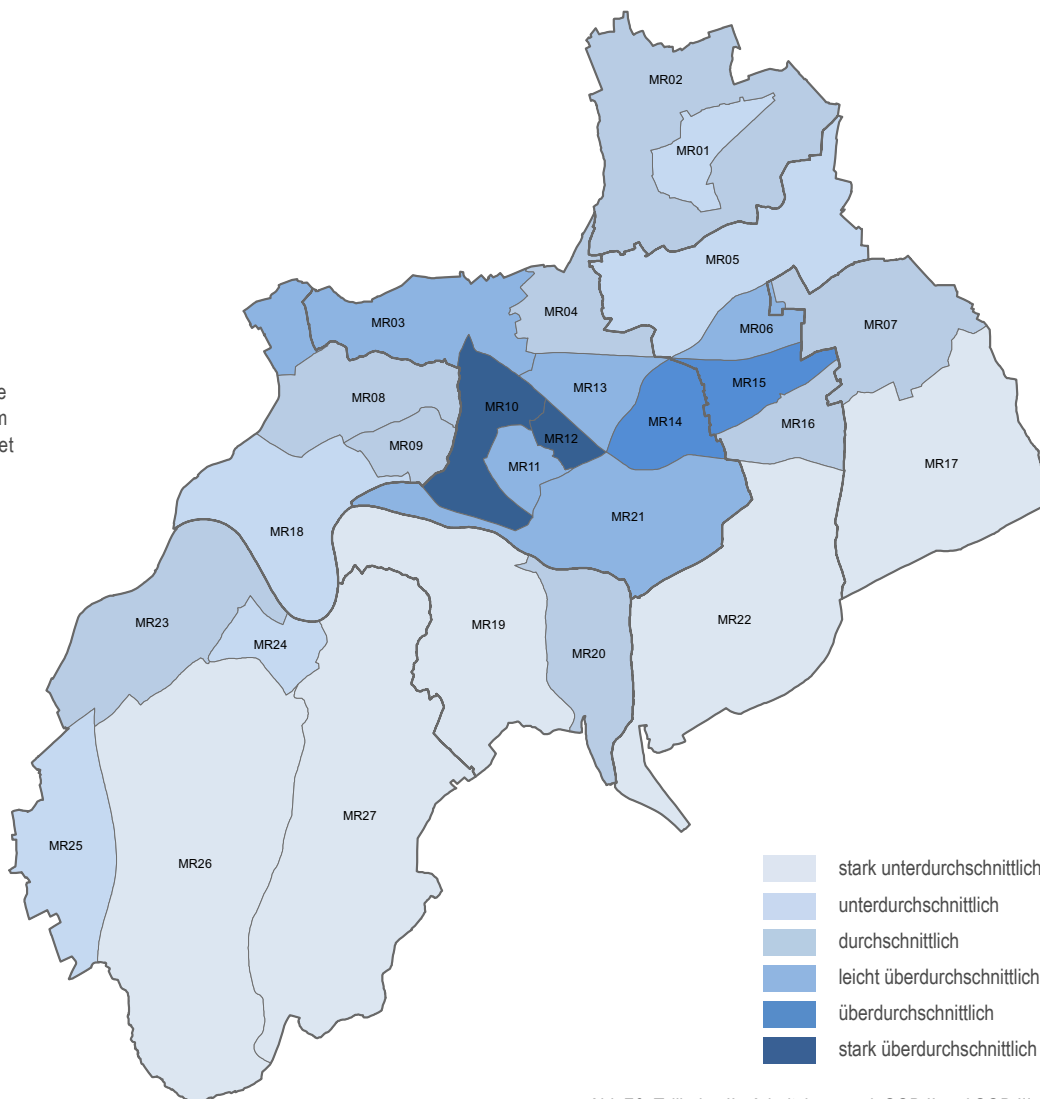 MR02
MR01
MR05
MR04
MR03
MR06
MR07
MR13
MR15
MR08
MR10
MR14
MR16
MR12
MR09
MR11
MR17
MR21
MR18
MR22
MR23
MR19
MR24
MR20
MR27
MR25
MR26
e
n
et
stark unterdurchschnittlich
unterdurchschnittlich
durchschnittlich
leicht überdurchschnittlich
überdurchschnittlich
stark überdurchschnittlich